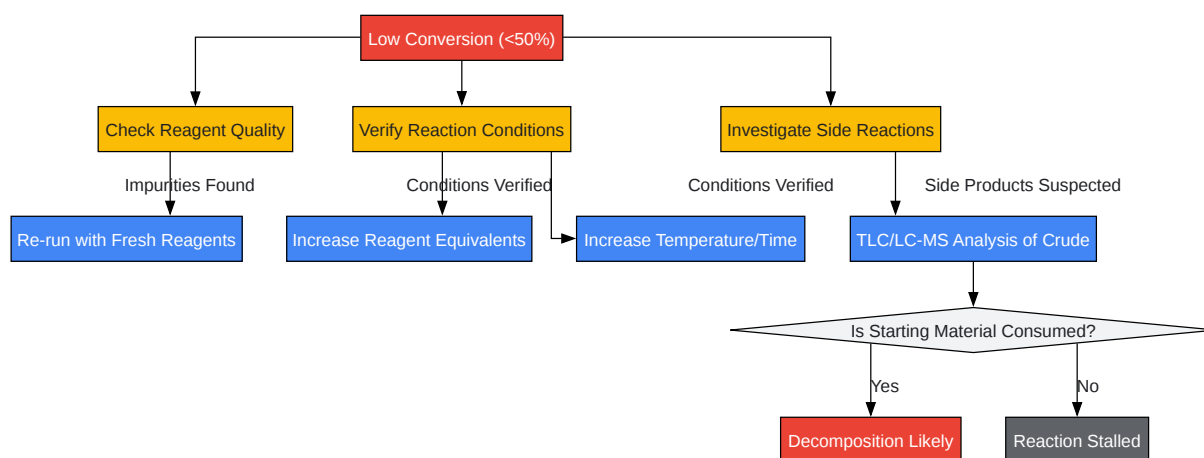 Low Conversion (<50%)
Check Reagent Quality
Verify Reaction Conditions
Investigate Side Reactions
Impurities Found
Conditions Verified
Conditions Verified
Side Products Suspected
Re-run with Fresh Reagents
Increase Reagent Equivalents
Increase Temperature/Time
TLC/LC-MS Analysis of Crude
Is Starting Material Consumed?
Yes
No
Decomposition Likely
Reaction Stalled